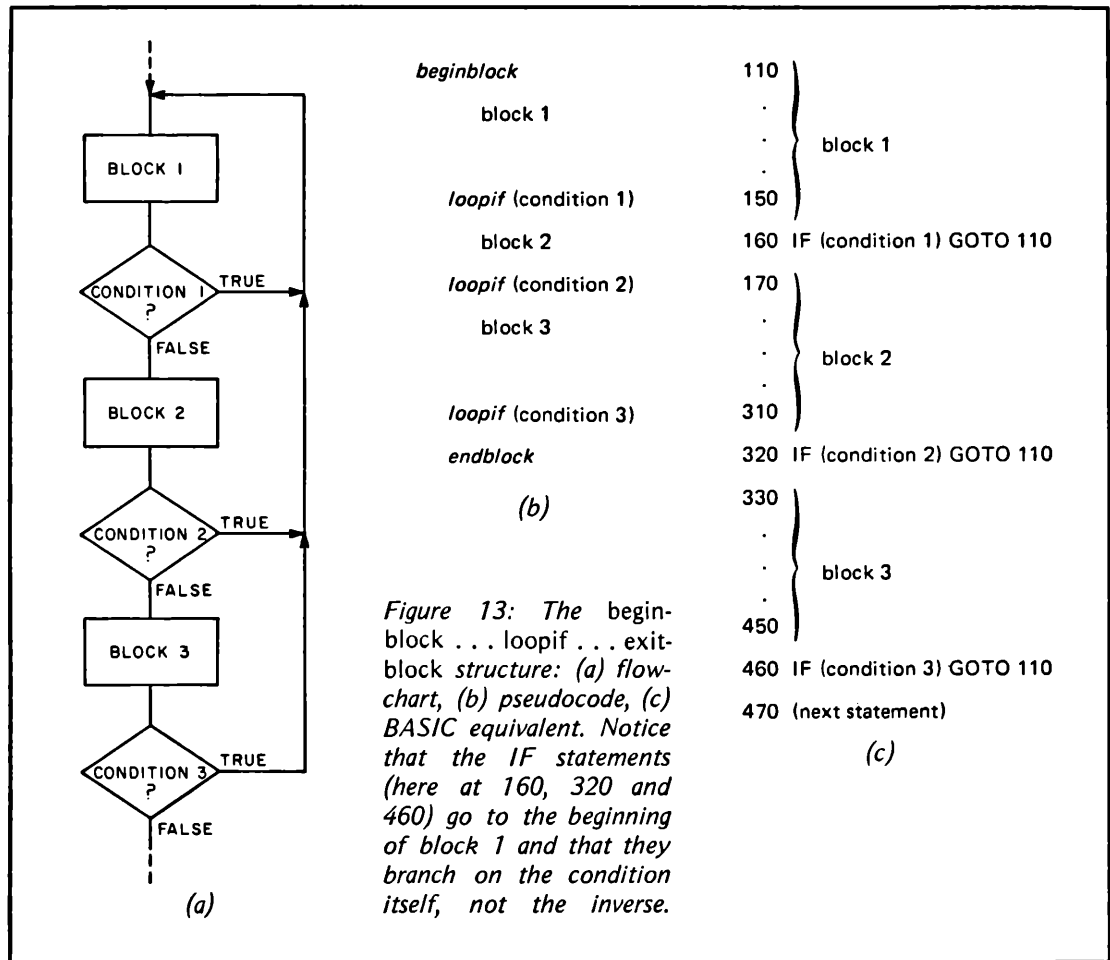 BLOCK 1
CONDITION 1
?
TRUE
FALSE
BLOCK 2
CONDITION 2
?
TRUE
FALSE
BLOCK 3
CONDITION 3
?
TRUE
FALSE
(a)
beginblock
block 1
loopif (condition 1)
block 2
loopif (condition 2)
block 3
loopif (condition 3)
endblock
(b)
110
.
.
.
150
block 1
160 IF (condition 1) GOTO 110
170
.
.
.
310
block 2
320 IF (condition 2) GOTO 110
330
.
.
.
450
block 3
460 IF (condition 3) GOTO 110
470 (next statement)
(c)
Figure 13: The begin-
block . . . loopif . . . exit-
block structure: (a) flow-
chart, (b) pseudocode, (c)
BASIC equivalent. Notice
that the IF statements
(here at 160, 320 and
460) go to the beginning
of block 1 and that they
branch on the condition
itself, not the inverse.